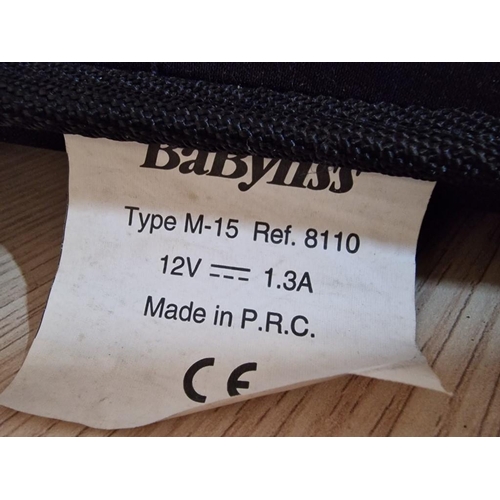 BaByliss
Type M-15 Ref. 8110
12V ⎓ 1.3A
Made in P.R.C.
CE